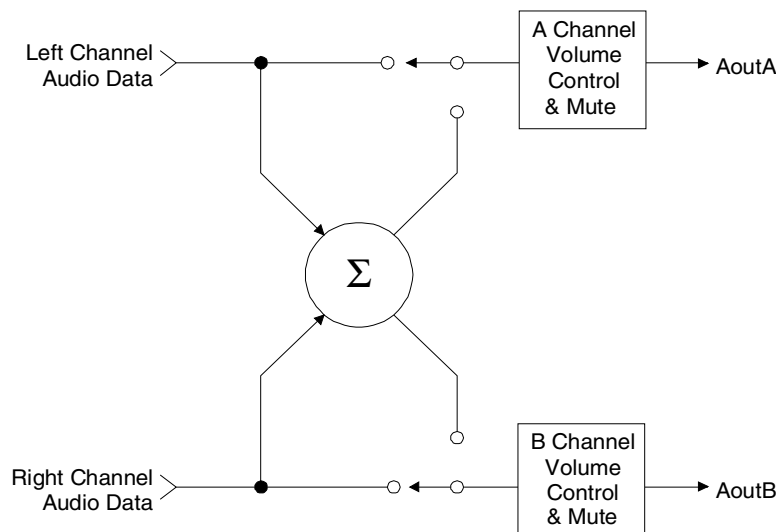 Left Channel
Audio Data
A Channel
Volume
Control
& Mute
AoutA
Σ
Right Channel
Audio Data
B Channel
Volume
Control
& Mute
AoutB